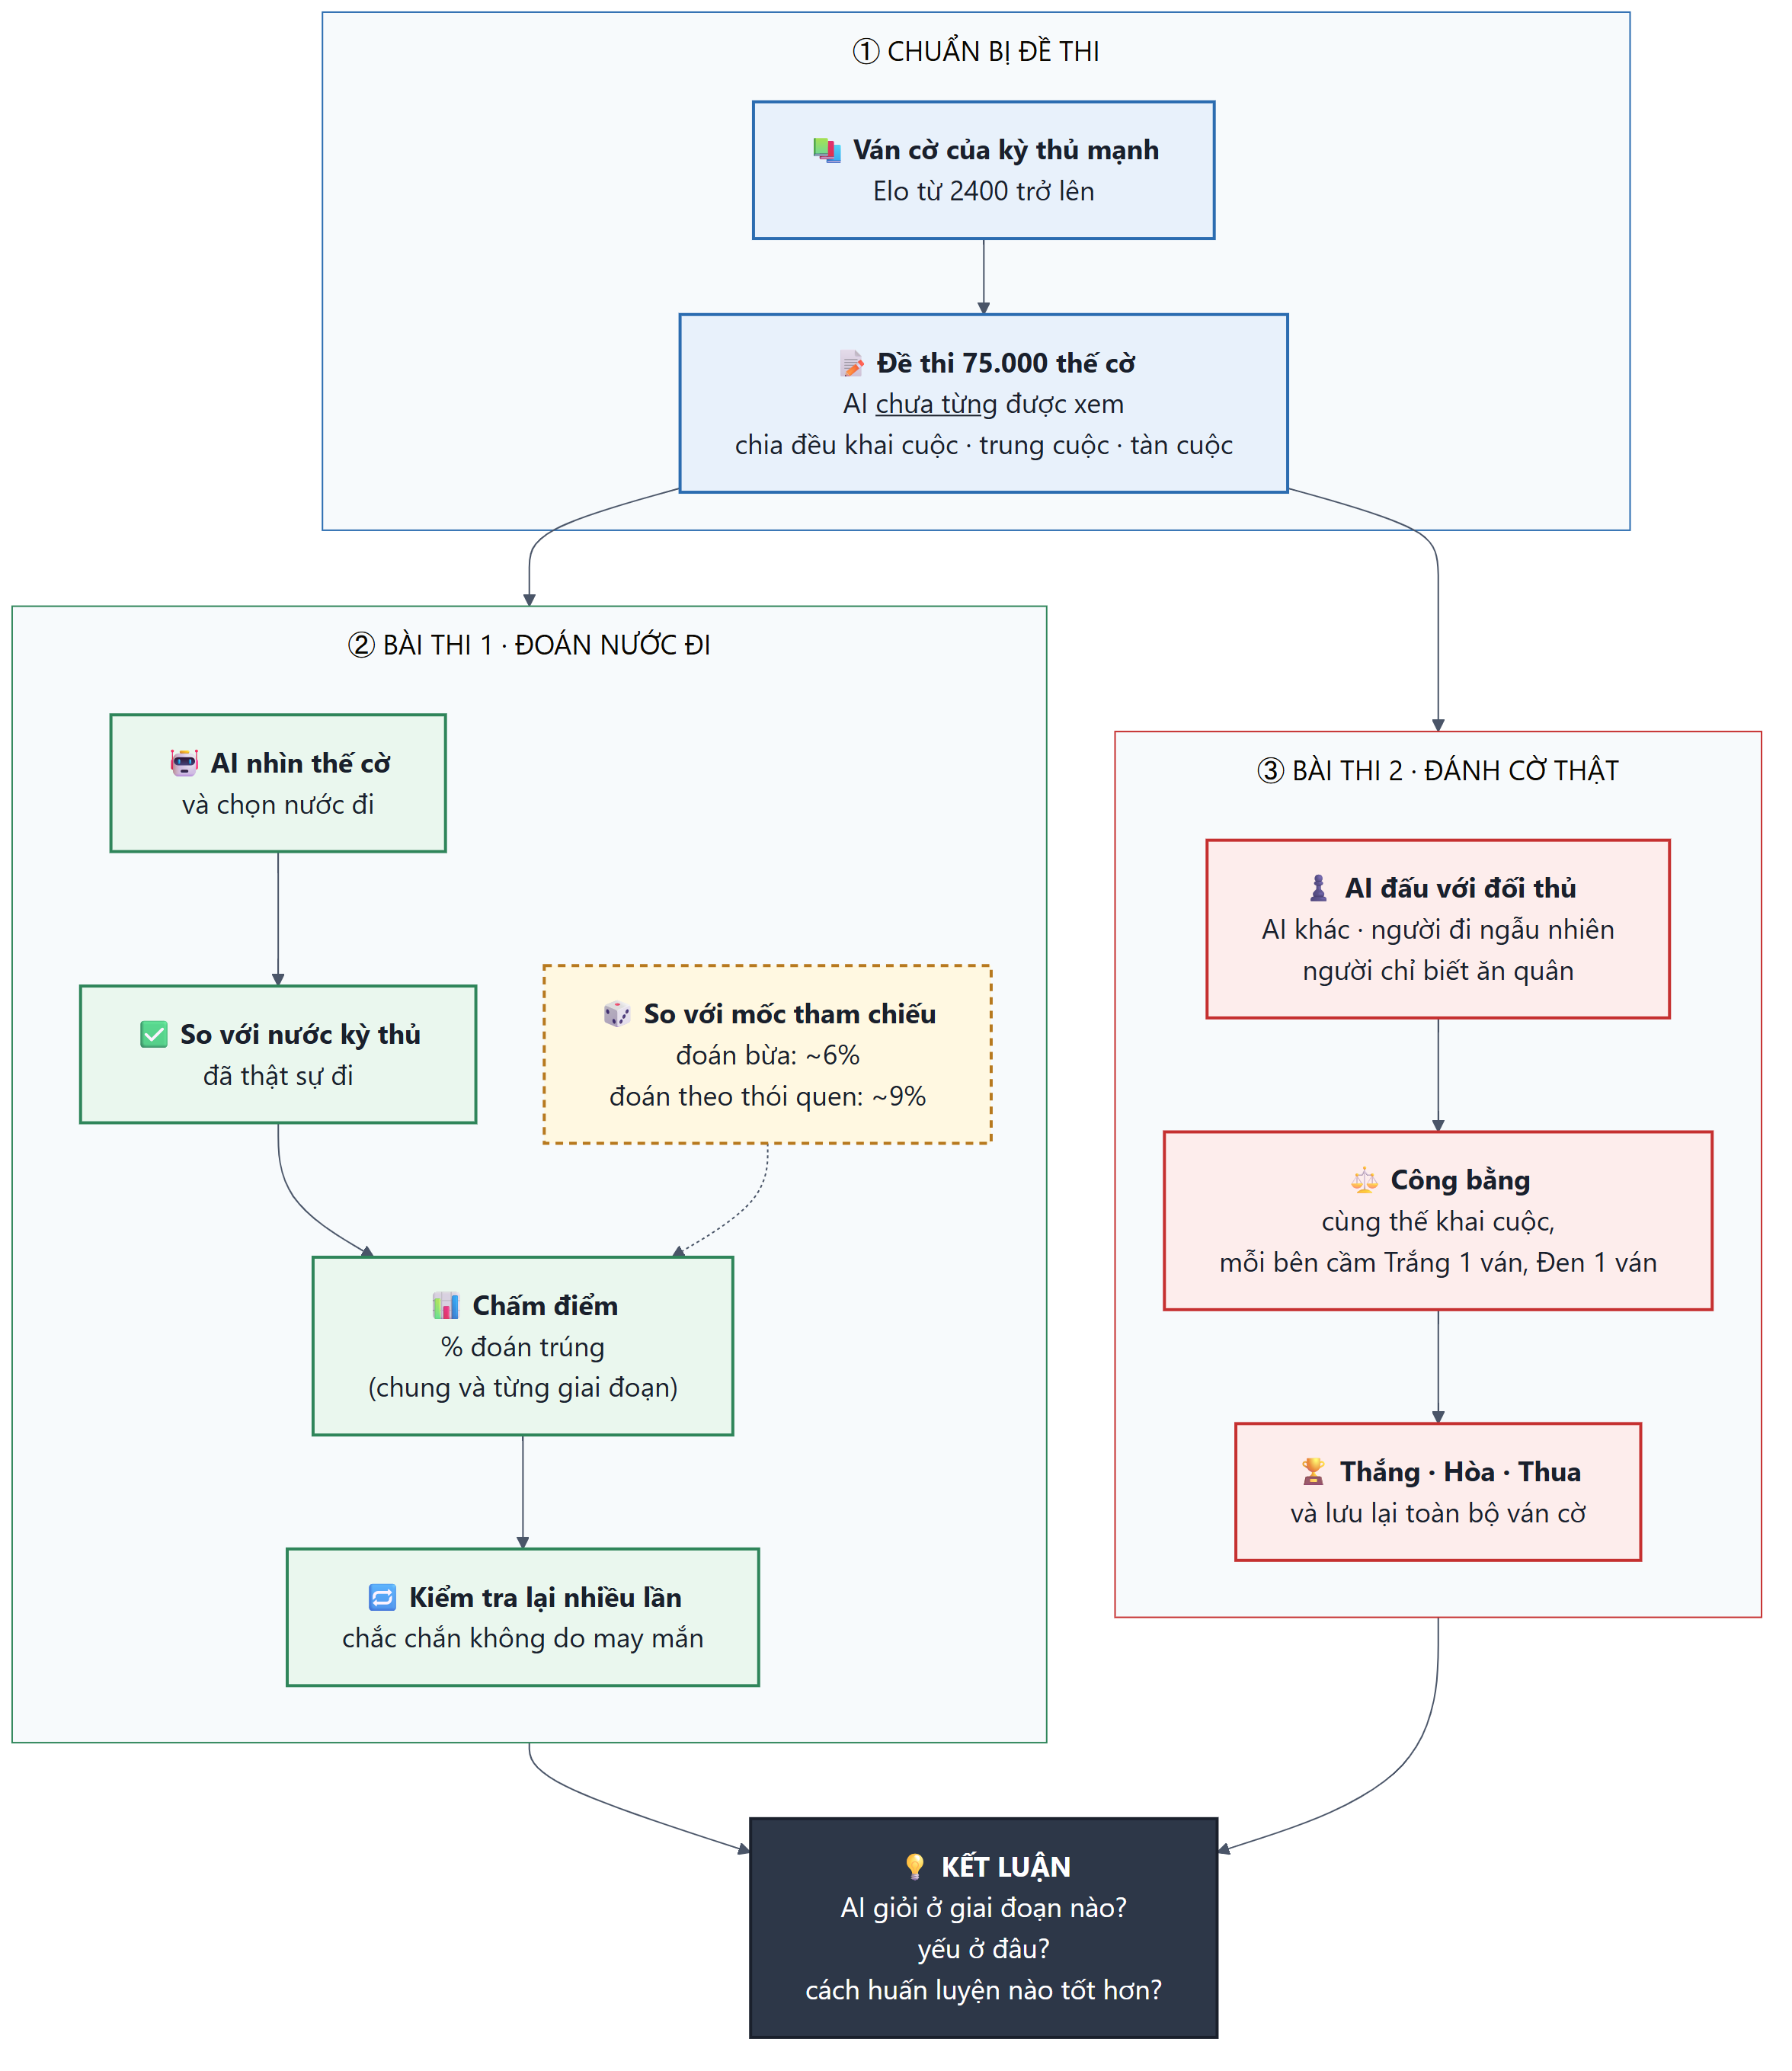 ① CHUẨN BỊ ĐỀ THI
Ván cờ của kỳ thủ mạnh
Elo từ 2400 trở lên
Đề thi 75.000 thế cờ
AI chưa từng được xem
chia đều khai cuộc · trung cuộc · tàn cuộc
② BÀI THI 1 · ĐOÁN NƯỚC ĐI
AI nhìn thế cờ
và chọn nước đi
So với nước kỳ thủ
đã thật sự đi
So với mốc tham chiếu
đoán bừa: ~6%
đoán theo thói quen: ~9%
Chấm điểm
% đoán trúng
(chung và từng giai đoạn)
Kiểm tra lại nhiều lần
chắc chắn không do may mắn
③ BÀI THI 2 · ĐÁNH CỜ THẬT
AI đấu với đối thủ
AI khác · người đi ngẫu nhiên
người chỉ biết ăn quân
Công bằng
cùng thế khai cuộc,
mỗi bên cầm Trắng 1 ván, Đen 1 ván
Thắng · Hòa · Thua
và lưu lại toàn bộ ván cờ
KẾT LUẬN
AI giỏi ở giai đoạn nào?
yếu ở đâu?
cách huấn luyện nào tốt hơn?